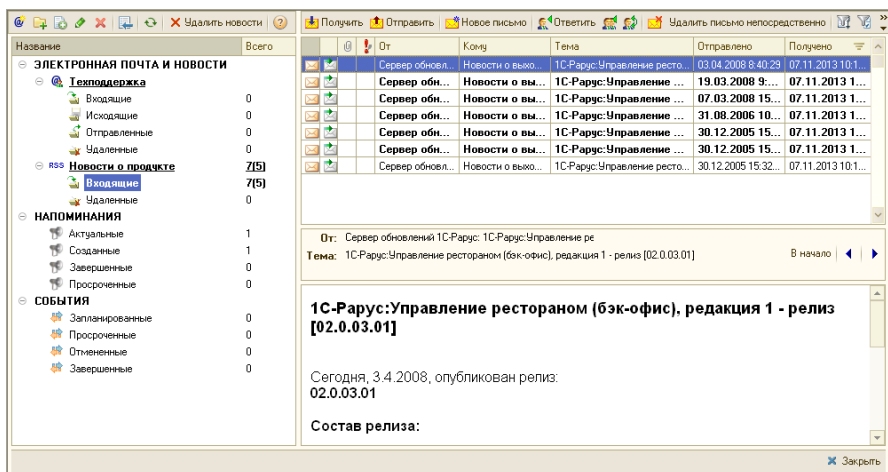 Удалить новости
Получить Отправить Новое письмо Ответить Удалить письмо непосредственно
Название Всего
ЭЛЕКТРОННАЯ ПОЧТА И НОВОСТИ
Техподдержка
Входящие 0
Исходящие 0
Отправленные 0
Удаленные 0
RSS Новости о продукте 7(5)
Входящие 7(5)
Удаленные 0
НАПОМИНАНИЯ
Актуальные 1
Созданные 1
Завершенные 0
Просроченные 0
СОБЫТИЯ
Запланированные 0
Просроченные 0
Отмененные 0
Завершенные 0
От Кому Тема Отправлено Получено
Сервер обновл... Новости о выхо... 1С-Рарус:Управление ресто... 03.04.2008 8:40:29 07.11.2013 10:1...
Сервер обн... Новости о вы... 1С-Рарус:Управление ... 19.03.2008 9:... 07.11.2013 1...
Сервер обн... Новости о вы... 1С-Рарус:Управление ... 07.03.2008 15... 07.11.2013 1...
Сервер обн... Новости о вы... 1С-Рарус:Управление ... 31.08.2006 10... 07.11.2013 1...
Сервер обн... Новости о вы... 1С-Рарус:Управление ... 30.12.2005 15... 07.11.2013 1...
Сервер обн... Новости о вы... 1С-Рарус:Управление ... 30.12.2005 15... 07.11.2013 1...
Сервер обновл... Новости о выхо... 1С-Рарус:Управление ресто... 30.12.2005 15:32... 07.11.2013 10:1...
От: Сервер обновлений 1С-Рарус: 1С-Рарус:Управление ре
Тема: 1С-Рарус:Управление рестораном (бэк-офис), редакция 1 - релиз [02.0.03.01]
В начало
1С-Рарус:Управление рестораном (бэк-офис), редакция 1 - релиз
[02.0.03.01]
Сегодня, 3.4.2008, опубликован релиз:
02.0.03.01
Состав релиза:
Закрыть